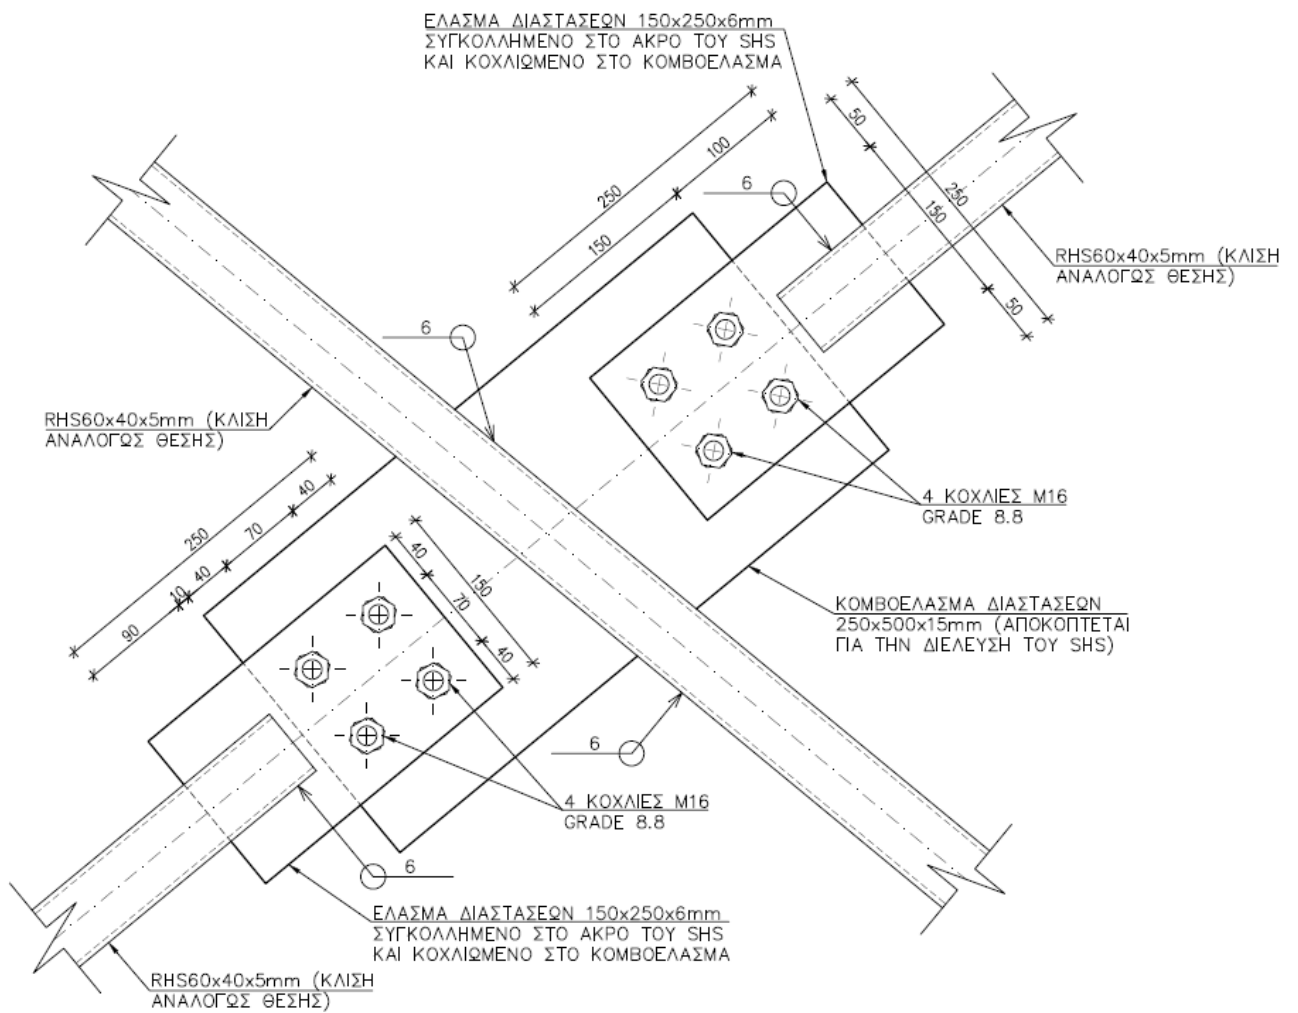 ΕΛΑΣΜΑ ΔΙΑΣΤΑΣΕΩΝ 150x250x6mm
ΣΥΓΚΟΛΛΗΜΕΝΟ ΣΤΟ ΑΚΡΟ ΤΟΥ SHS
ΚΑΙ ΚΟΧΛΙΩΜΕΝΟ ΣΤΟ ΚΟΜΒΟΕΛΑΣΜΑ
50
100
250
6
250
150
150
RHS60x40x5mm (ΚΛΙΣΗ
ΑΝΑΛΟΓΩΣ ΘΕΣΗΣ)
50
6
RHS60x40x5mm (ΚΛΙΣΗ
ΑΝΑΛΟΓΩΣ ΘΕΣΗΣ)
40
70
250
40
10
90
4 ΚΟΧΛΙΕΣ M16
GRADE 8.8
40
150
70
40
ΚΟΜΒΟΕΛΑΣΜΑ ΔΙΑΣΤΑΣΕΩΝ
250x500x15mm (ΑΠΟΚΟΠΤΕΤΑΙ
ΓΙΑ ΤΗΝ ΔΙΕΛΕΥΣΗ ΤΟΥ SHS)
6
4 ΚΟΧΛΙΕΣ M16
GRADE 8.8
6
ΕΛΑΣΜΑ ΔΙΑΣΤΑΣΕΩΝ 150x250x6mm
ΣΥΓΚΟΛΛΗΜΕΝΟ ΣΤΟ ΑΚΡΟ ΤΟΥ SHS
ΚΑΙ ΚΟΧΛΙΩΜΕΝΟ ΣΤΟ ΚΟΜΒΟΕΛΑΣΜΑ
RHS60x40x5mm (ΚΛΙΣΗ
ΑΝΑΛΟΓΩΣ ΘΕΣΗΣ)